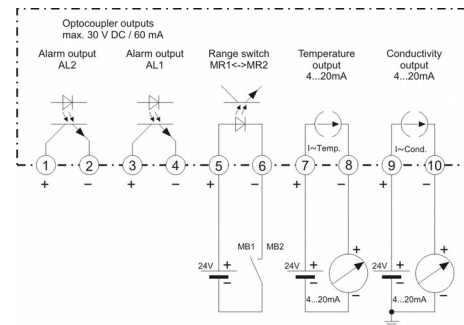 Optocoupler outputs
max. 30 V DC / 60 mA
Alarm output
AL2
Alarm output
AL1
Range switch
MR1<->MR2
Temperature
output
4...20mA
Conductivity
output
4...20mA
I~Temp.
I~Cond.
1 2 3 4 5 6 7 8 9 10
+ – + – + – + – + –
MB1 MB2
24V + –
24V + –
+ –
4...20mA
24V + –
+ –
4...20mA